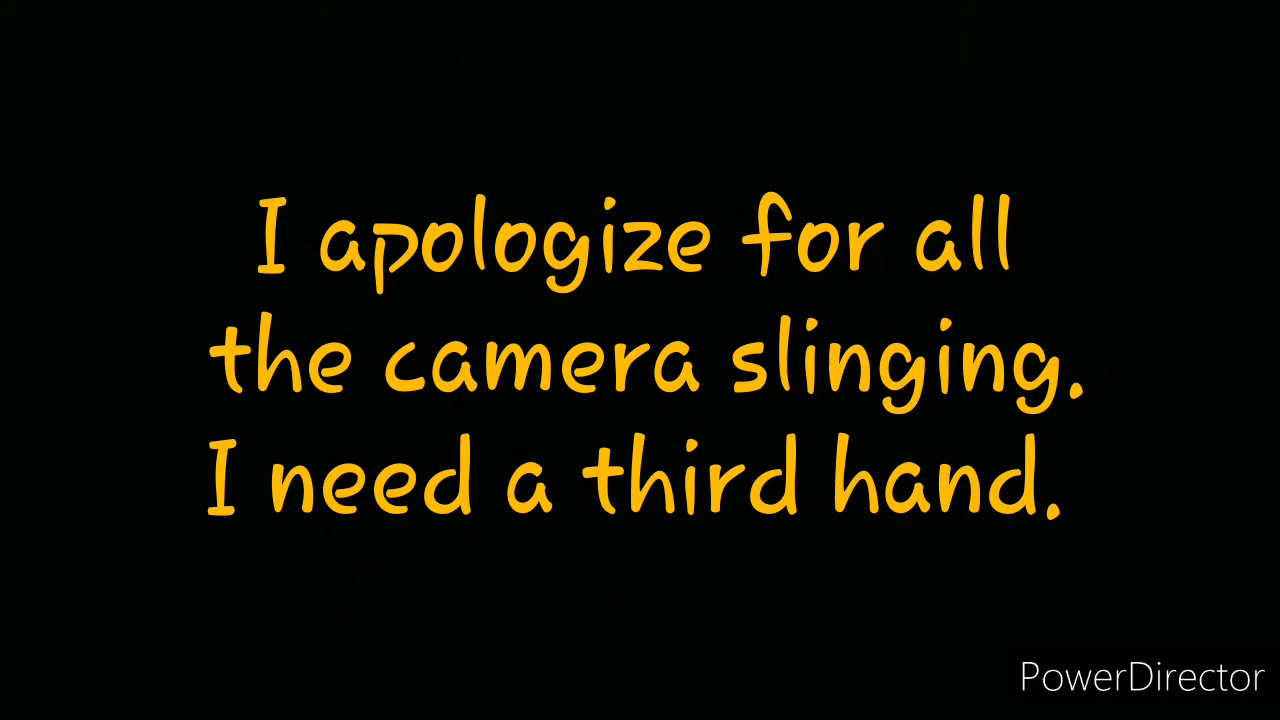 I apologize for all
the camera slinging.
I need a third hand.
PowerDirector